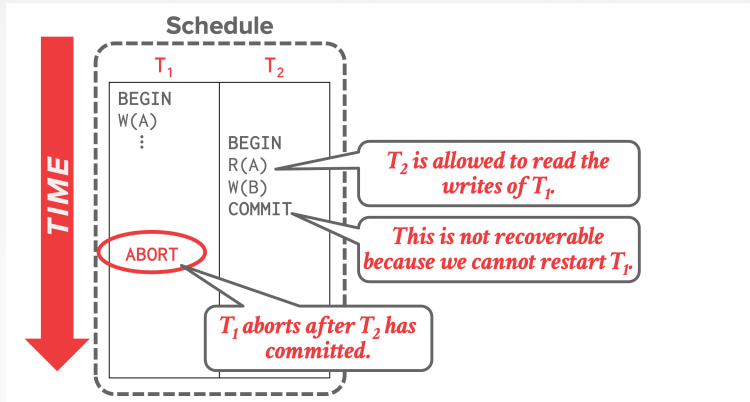 Schedule
TIME
T1 T2
BEGIN
W(A)
⋮
BEGIN
R(A)
W(B)
COMMIT
ABORT
T2 is allowed to read the
writes of T1.
This is not recoverable
because we cannot restart T1.
T1 aborts after T2 has
committed.